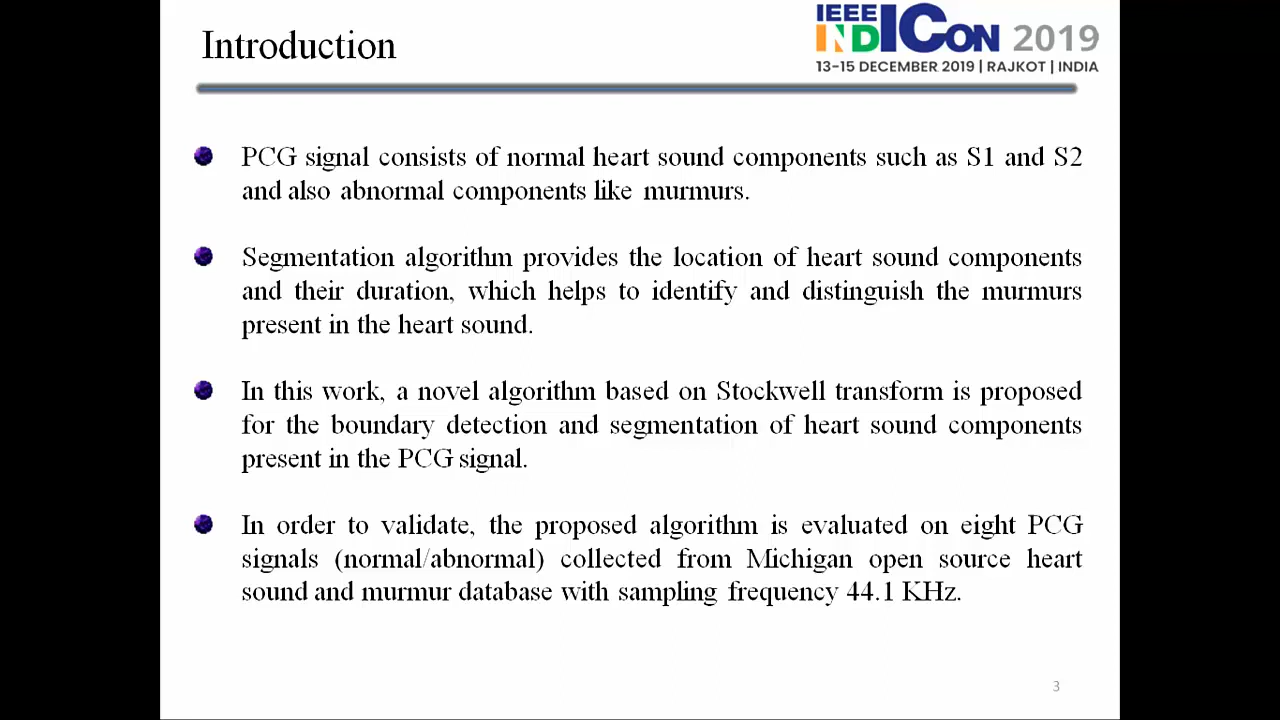 Introduction
IEEE
INDICON 2019
13-15 DECEMBER 2019 | RAJKOT | INDIA
PCG signal consists of normal heart sound components such as S1 and S2
and also abnormal components like murmurs.
Segmentation algorithm provides the location of heart sound components
and their duration, which helps to identify and distinguish the murmurs
present in the heart sound.
In this work, a novel algorithm based on Stockwell transform is proposed
for the boundary detection and segmentation of heart sound components
present in the PCG signal.
In order to validate, the proposed algorithm is evaluated on eight PCG
signals (normal/abnormal) collected from Michigan open source heart
sound and murmur database with sampling frequency 44.1 KHz.
3